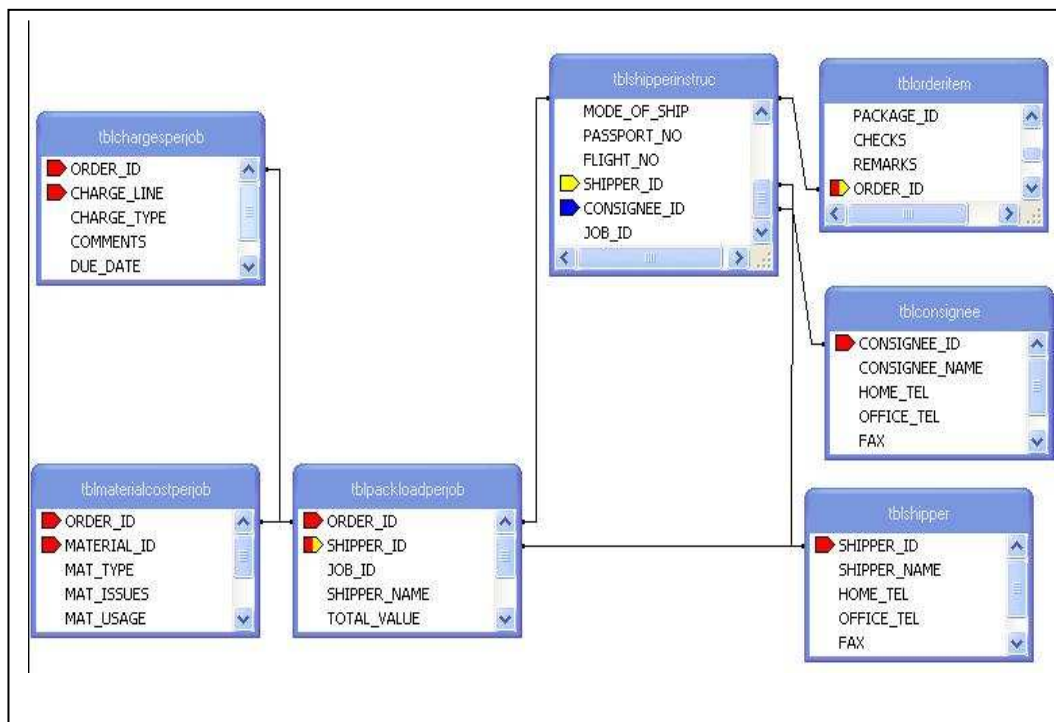 tblchargesperjob
ORDER_ID
CHARGE_LINE
CHARGE_TYPE
COMMENTS
DUE_DATE
tblshipperinstruc
MODE_OF_SHIP
PASSPORT_NO
FLIGHT_NO
SHIPPER_ID
CONSIGNEE_ID
JOB_ID
tblorderitem
PACKAGE_ID
CHECKS
REMARKS
ORDER_ID
tblconsignee
CONSIGNEE_ID
CONSIGNEE_NAME
HOME_TEL
OFFICE_TEL
FAX
tblmaterialcostperjob
ORDER_ID
MATERIAL_ID
MAT_TYPE
MAT_ISSUES
MAT_USAGE
tblpackloadperjob
ORDER_ID
SHIPPER_ID
JOB_ID
SHIPPER_NAME
TOTAL_VALUE
tblshipper
SHIPPER_ID
SHIPPER_NAME
HOME_TEL
OFFICE_TEL
FAX